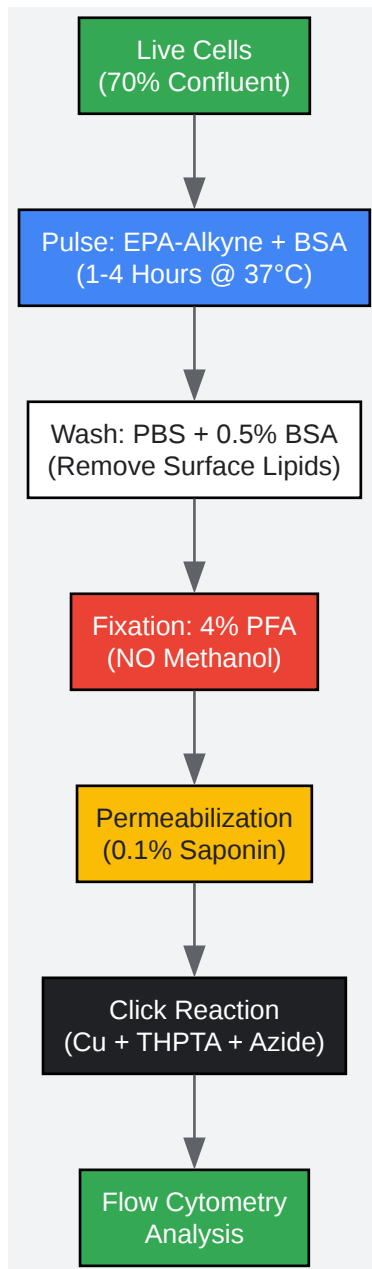 Live Cells
(70% Confluent)
Pulse: EPA-Alkyne + BSA
(1-4 Hours @ 37°C)
Wash: PBS + 0.5% BSA
(Remove Surface Lipids)
Fixation: 4% PFA
(NO Methanol)
Permeabilization
(0.1% Saponin)
Click Reaction
(Cu + THPTA + Azide)
Flow Cytometry
Analysis